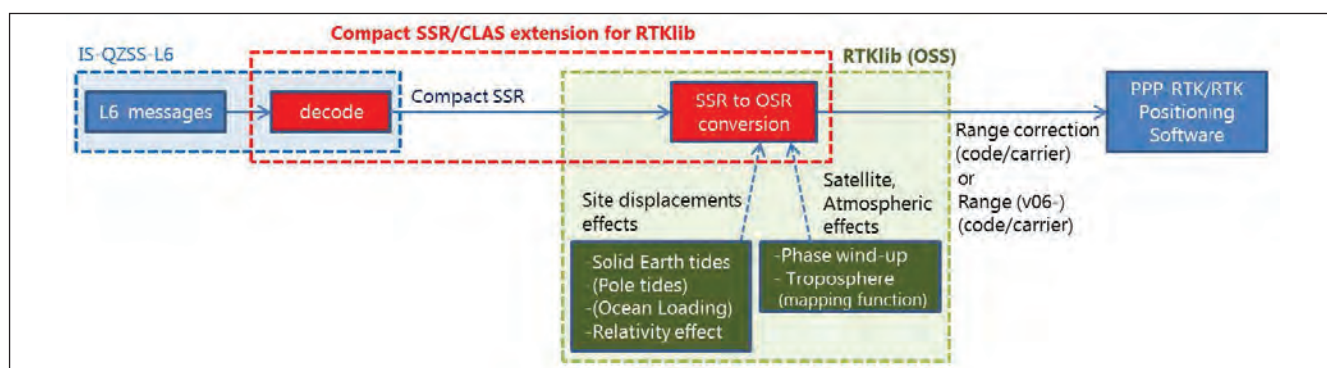 Compact SSR/CLAS extension for RTKlib
IS-QZSS-L6
RTKlib (OSS)
L6 messages
decode
Compact SSR
SSR to OSR
conversion
PPP-RTK/RTK
Positioning
Software
Range correction
(code/carrier)
or
Range (v06-)
(code/carrier)
Site displacements
effects
Satellite,
Atmospheric
effects
-Solid Earth tides
-(Pole tides)
-(Ocean Loading)
-Relativity effect
-Phase wind-up
- Troposphere
(mapping function)